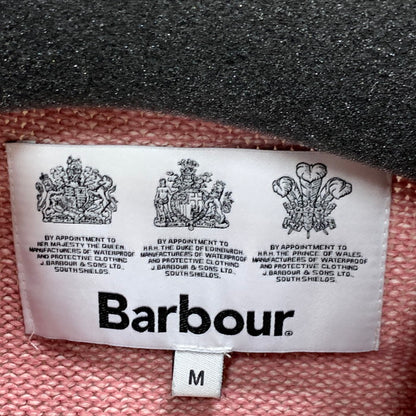 BY APPOINTMENT TO
HER MAJESTY THE QUEEN
MANUFACTURERS OF WATERPROOF
AND PROTECTIVE CLOTHING
J. BARBOUR & SONS LTD.,
SOUTH SHIELDS.
BY APPOINTMENT TO
H.R.H. THE DUKE OF EDINBURGH,
MANUFACTURERS OF WATERPROOF
AND PROTECTIVE CLOTHING
J. BARBOUR & SONS LTD.,
SOUTH SHIELDS.
BY APPOINTMENT TO
H.R.H. THE PRINCE OF WALES.
MANUFACTURERS OF WATERPROOF
AND PROTECTIVE CLOTHING
J. BARBOUR & SONS LTD.,
SOUTH SHIELDS.
Barbour
M